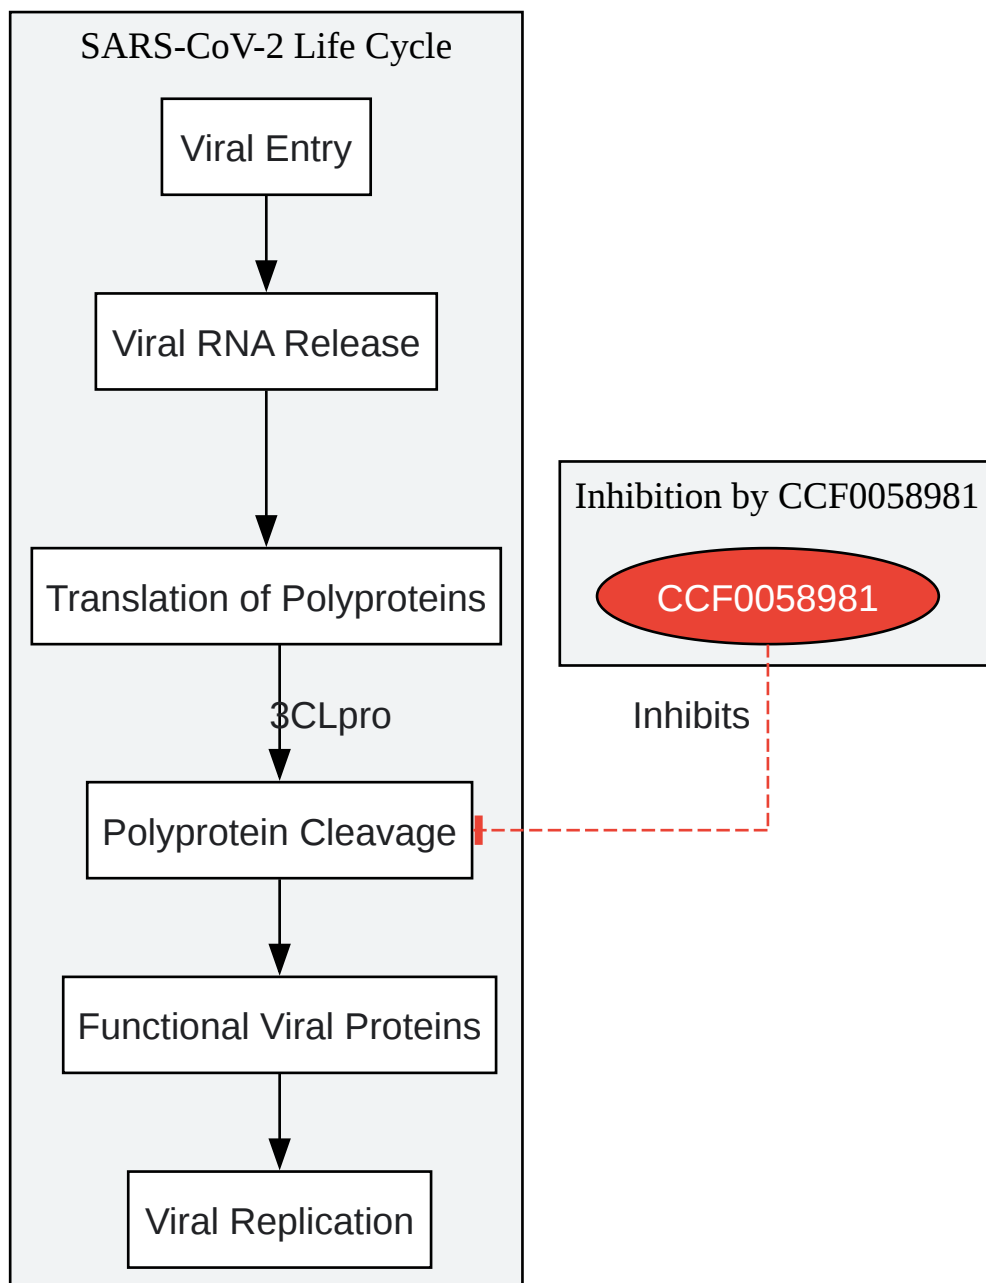 SARS-CoV-2 Life Cycle
Viral Entry
Viral RNA Release
Translation of Polyproteins
3CLpro
Polyprotein Cleavage
Functional Viral Proteins
Viral Replication
Inhibition by CCF0058981
CCF0058981
Inhibits